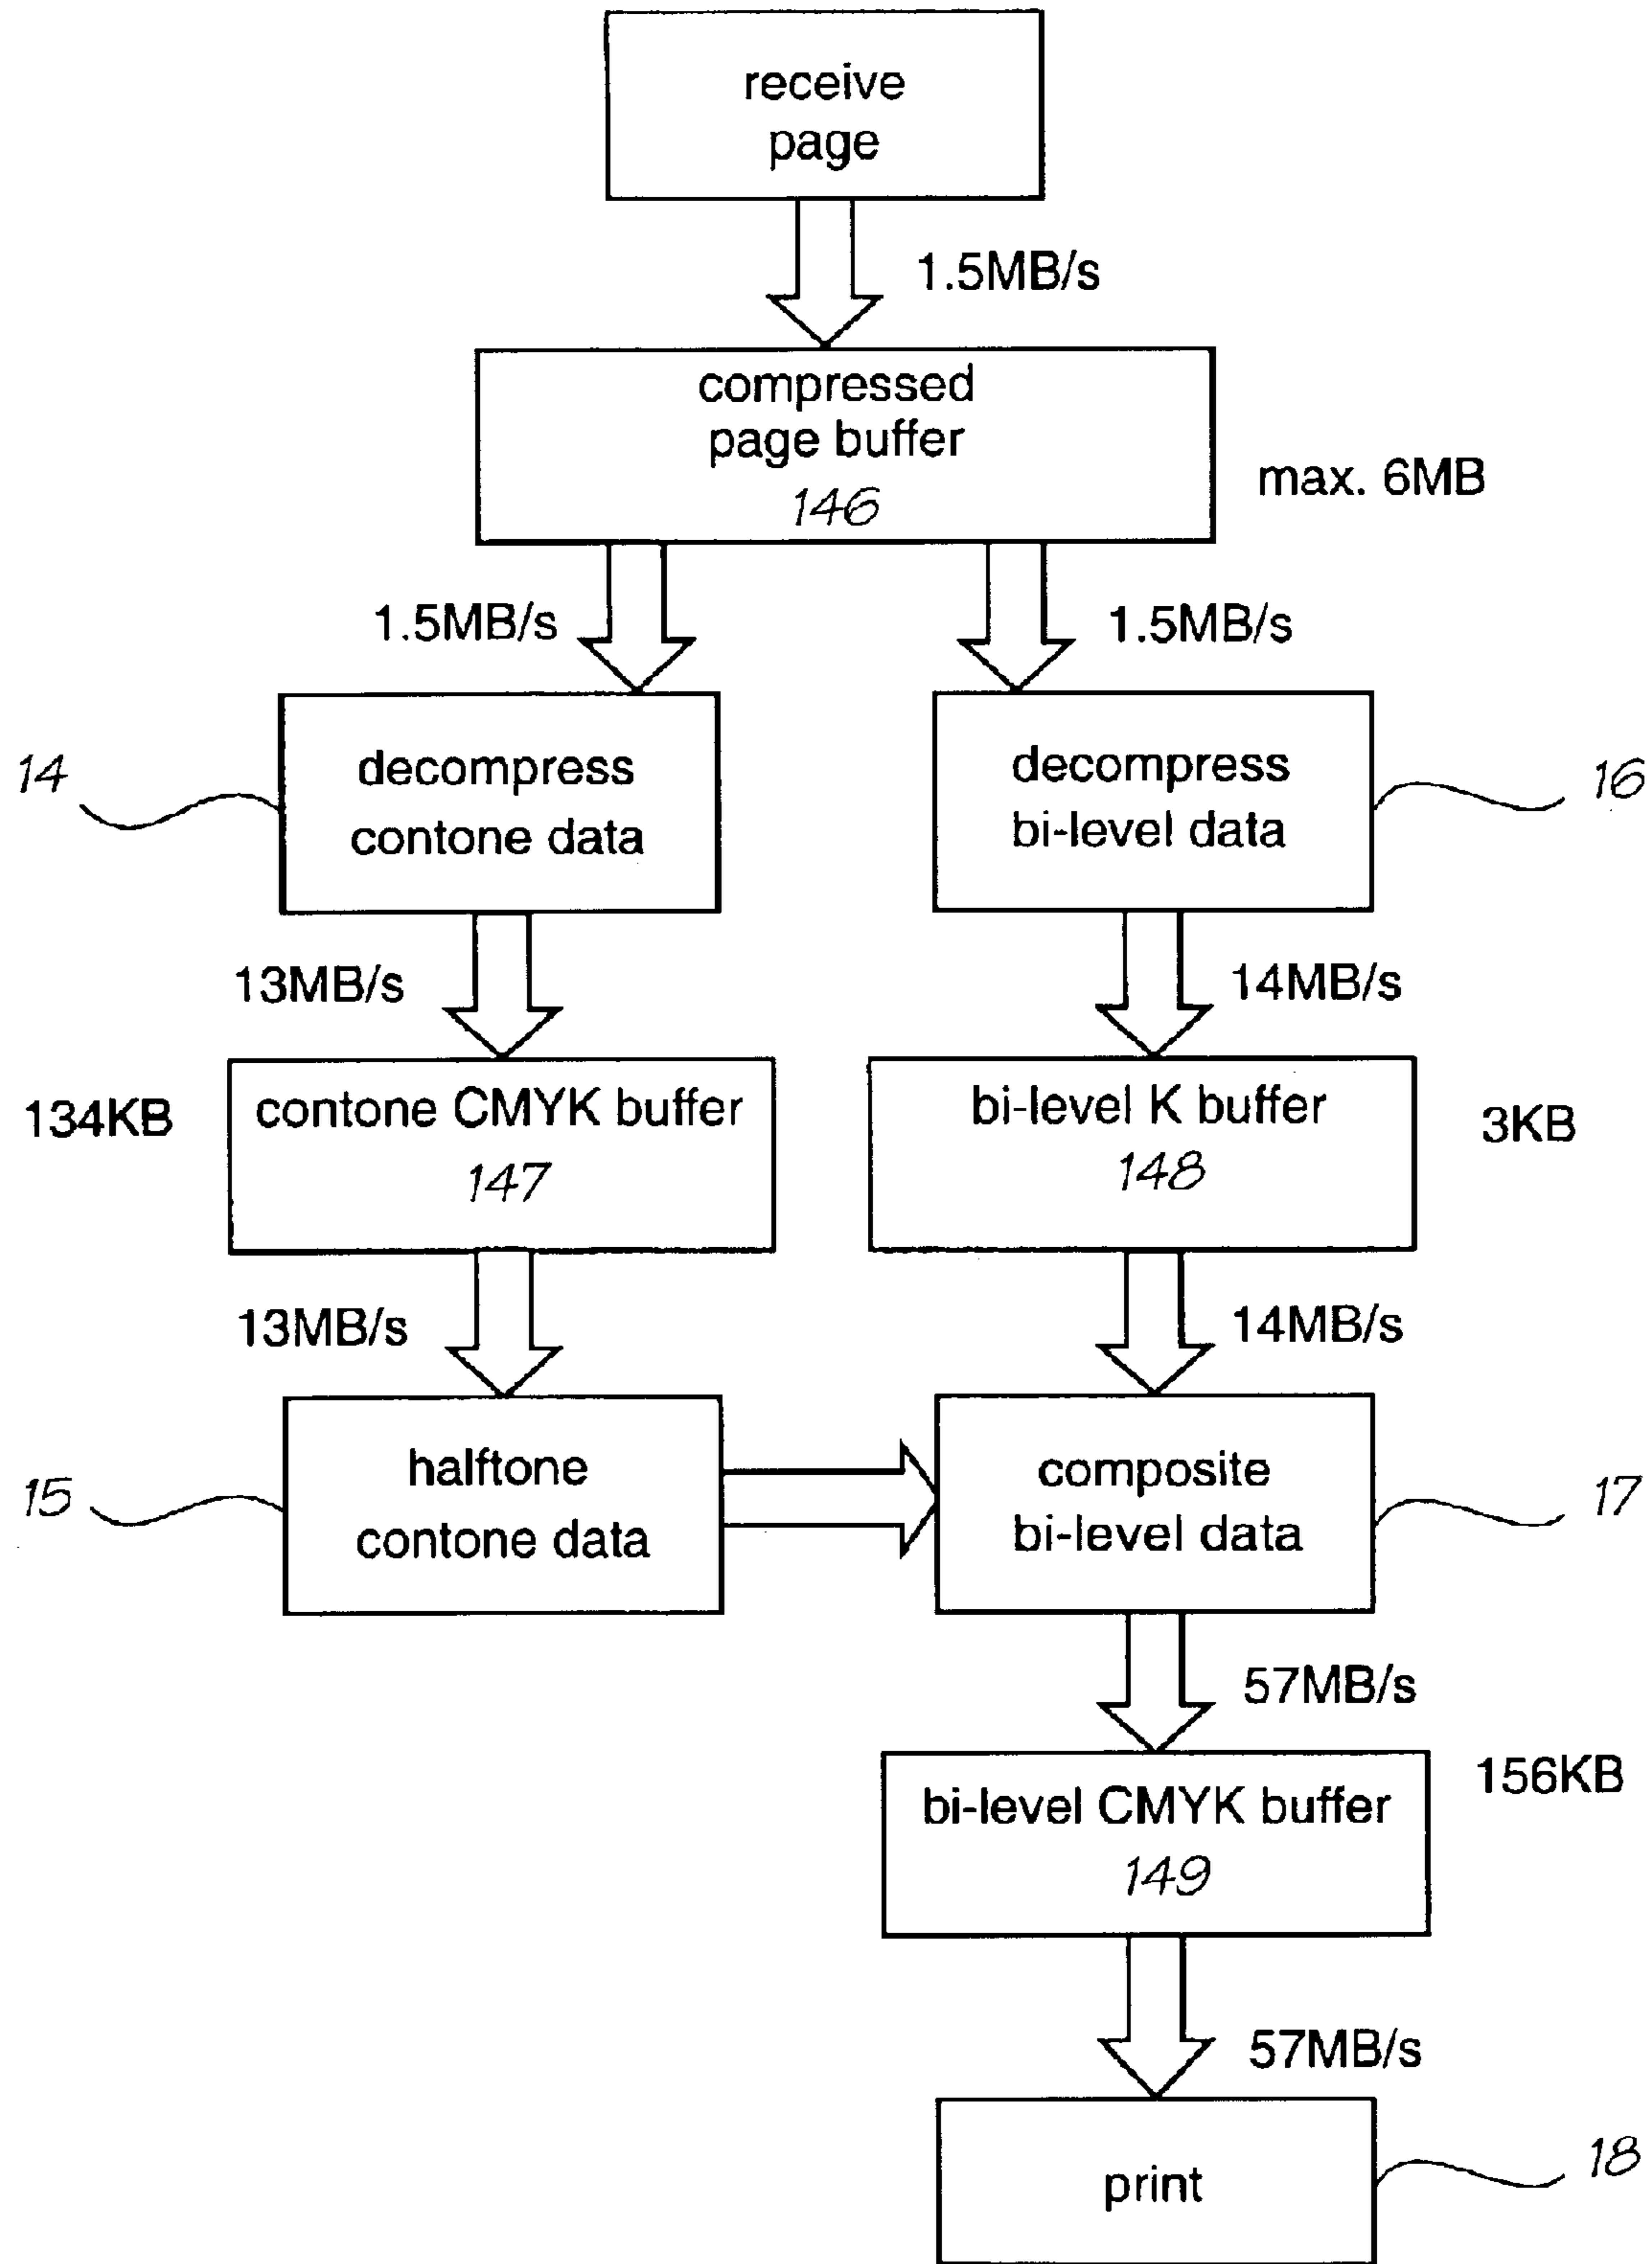 receive
page
1.5MB/s
compressed
page buffer
146
max. 6MB
1.5MB/s
1.5MB/s
14
decompress
contone data
decompress
bi-level data
16
13MB/s
14MB/s
134KB
contone CMYK buffer
147
bi-level K buffer
148
3KB
13MB/s
14MB/s
15
halftone
contone data
composite
bi-level data
17
57MB/s
bi-level CMYK buffer
149
156KB
57MB/s
print
18